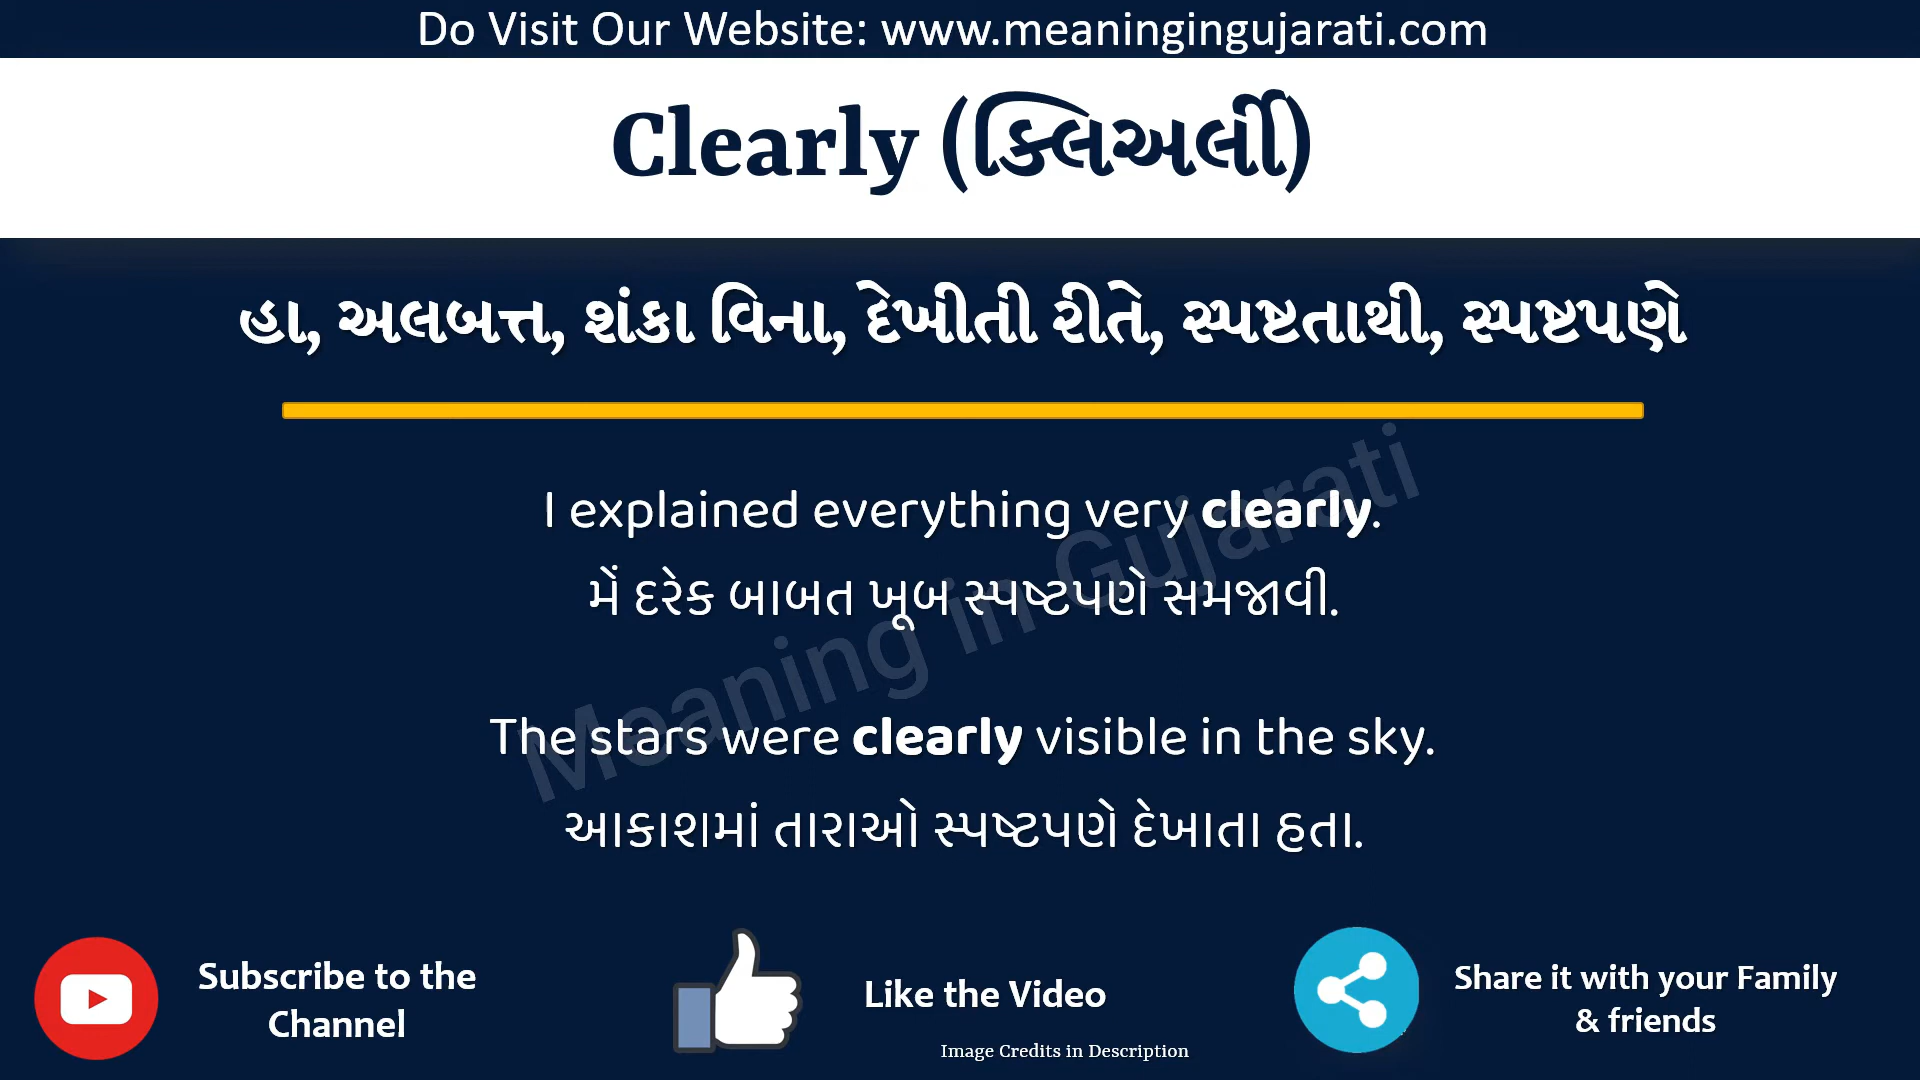 Do Visit Our Website: www.meaningingujarati.com
Clearly (ક્લિઅર્લી)
હા, અલબત્ત, શંકા વિના, દેખીતી રીતે, સ્પષ્ટતાથી, સ્પષ્ટપણે
I explained everything very clearly.
મેં દરેક બાબત ખૂબ સ્પષ્ટપણે સમજાવી.
Meaning in Gujarati
The stars were clearly visible in the sky.
આકાશમાં તારાઓ સ્પષ્ટપણે દેખાતા હતા.
Subscribe to the
Channel
Like the Video
Share it with your Family
& friends
Image Credits in Description